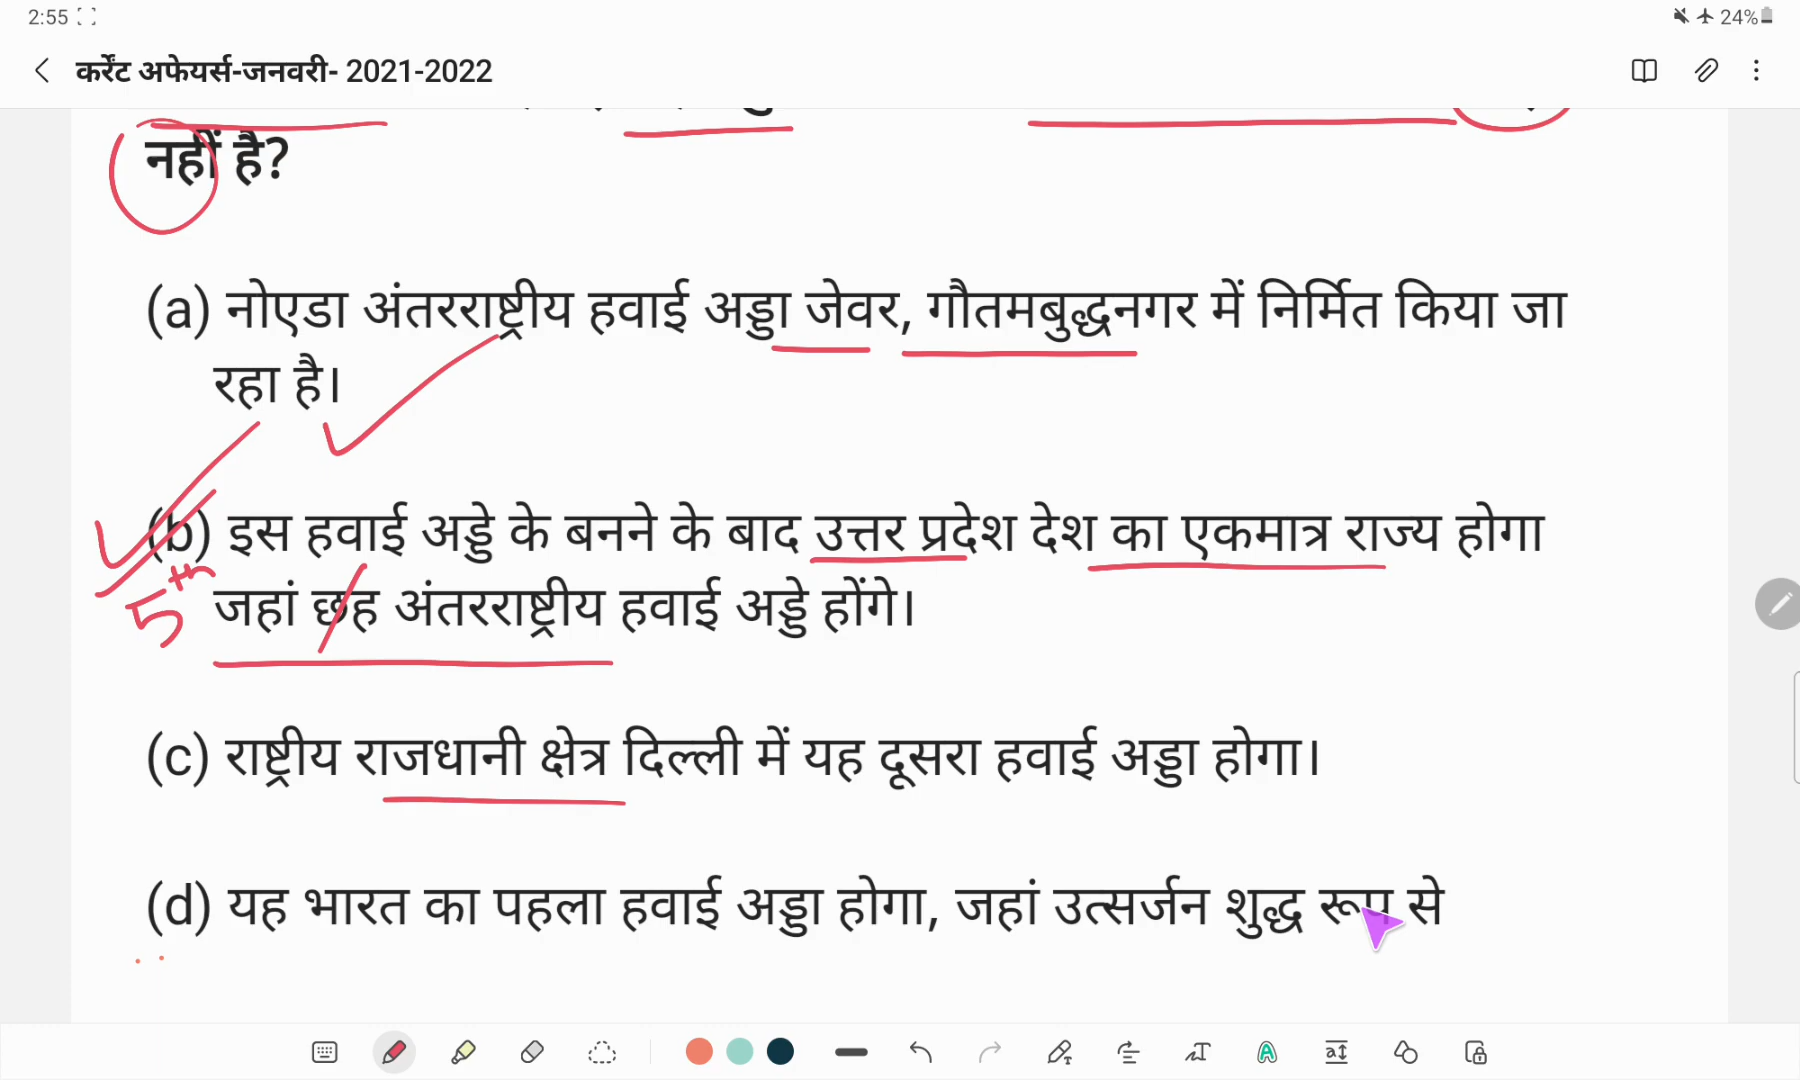 2:55
24%
करेंट अफेयर्स-जनवरी- 2021-2022
नहीं है?
(a) नोएडा अंतरराष्ट्रीय हवाई अड्डा जेवर, गौतमबुद्धनगर में निर्मित किया जा
रहा है।
(b) इस हवाई अड्डे के बनने के बाद उत्तर प्रदेश देश का एकमात्र राज्य होगा
5th जहां छह अंतरराष्ट्रीय हवाई अड्डे होंगे।
(c) राष्ट्रीय राजधानी क्षेत्र दिल्ली में यह दूसरा हवाई अड्डा होगा।
(d) यह भारत का पहला हवाई अड्डा होगा, जहां उत्सर्जन शुद्ध रूप से